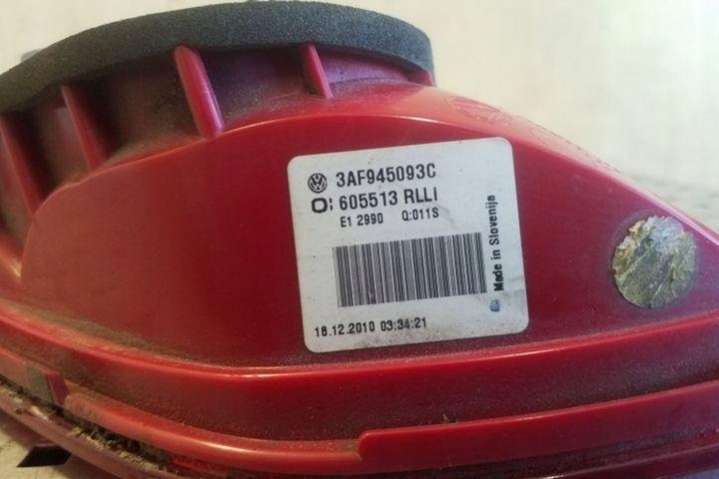 3AF945093C
O: 605513 RLLI
E1 2990 Q:011S
Made in Slovenija
18.12.2010 03:34:21